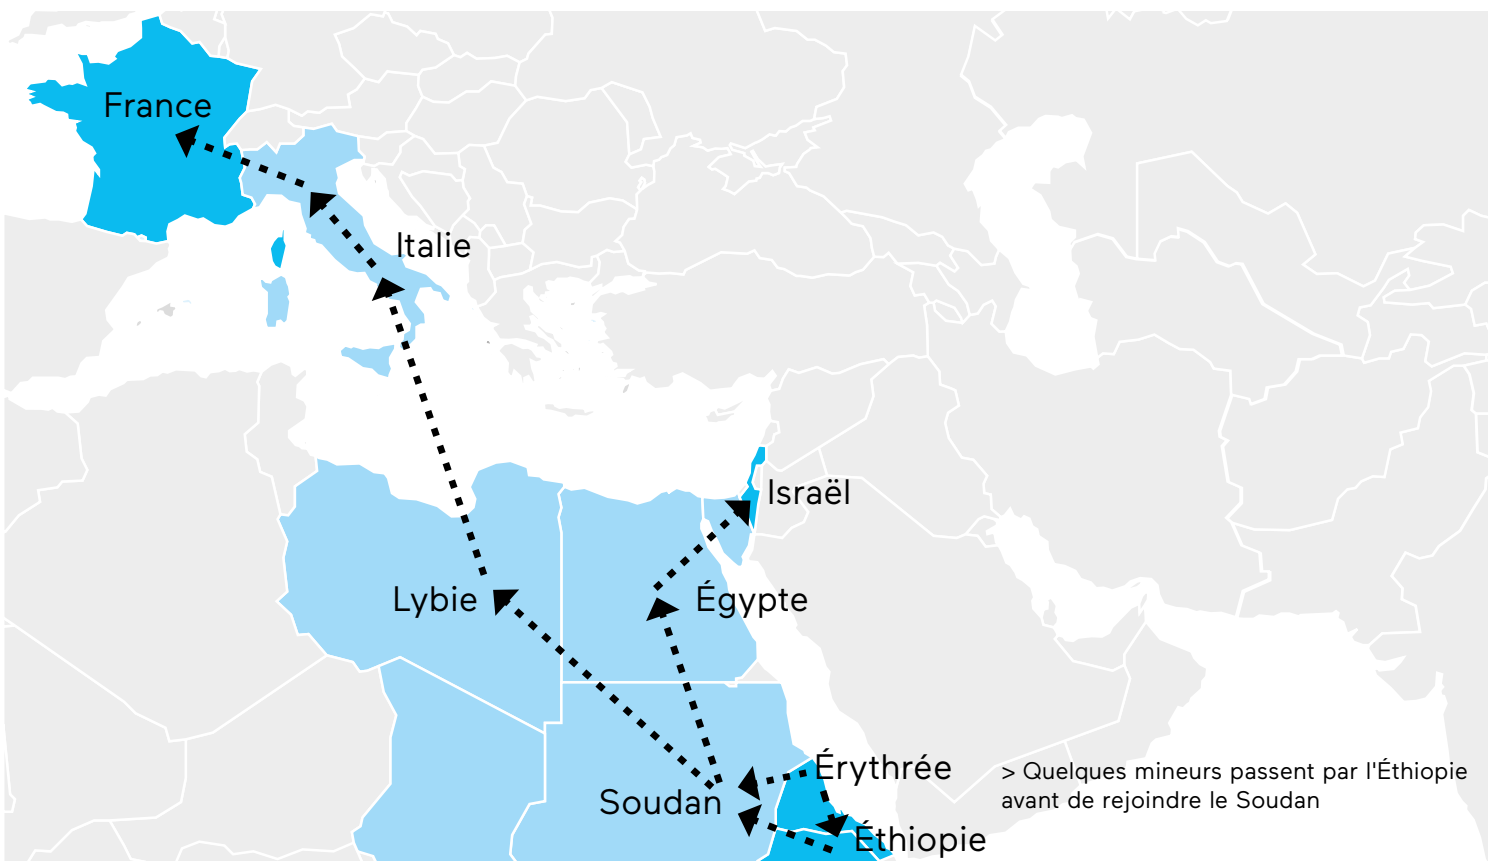 France
Italie
Israël
Lybie
Égypte
Érythrée
> Quelques mineurs passent par l'Éthiopie
avant de rejoindre le Soudan
Soudan
Éthiopie